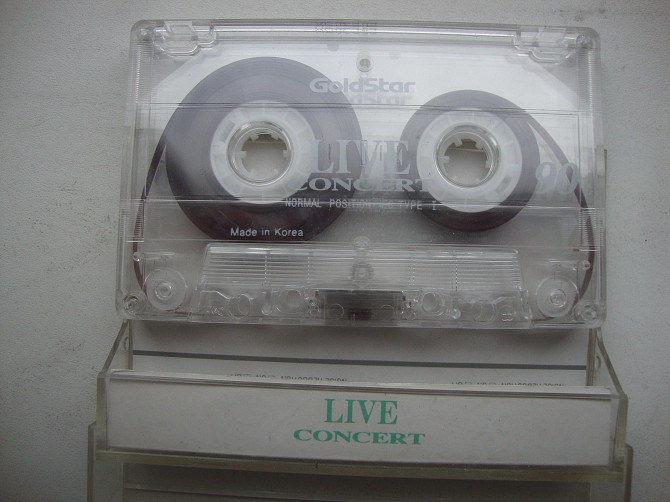 GoldStar
LIVE
CONCERT
90
NORMAL POSITION TYPE I
Made in Korea
LIVE
CONCERT